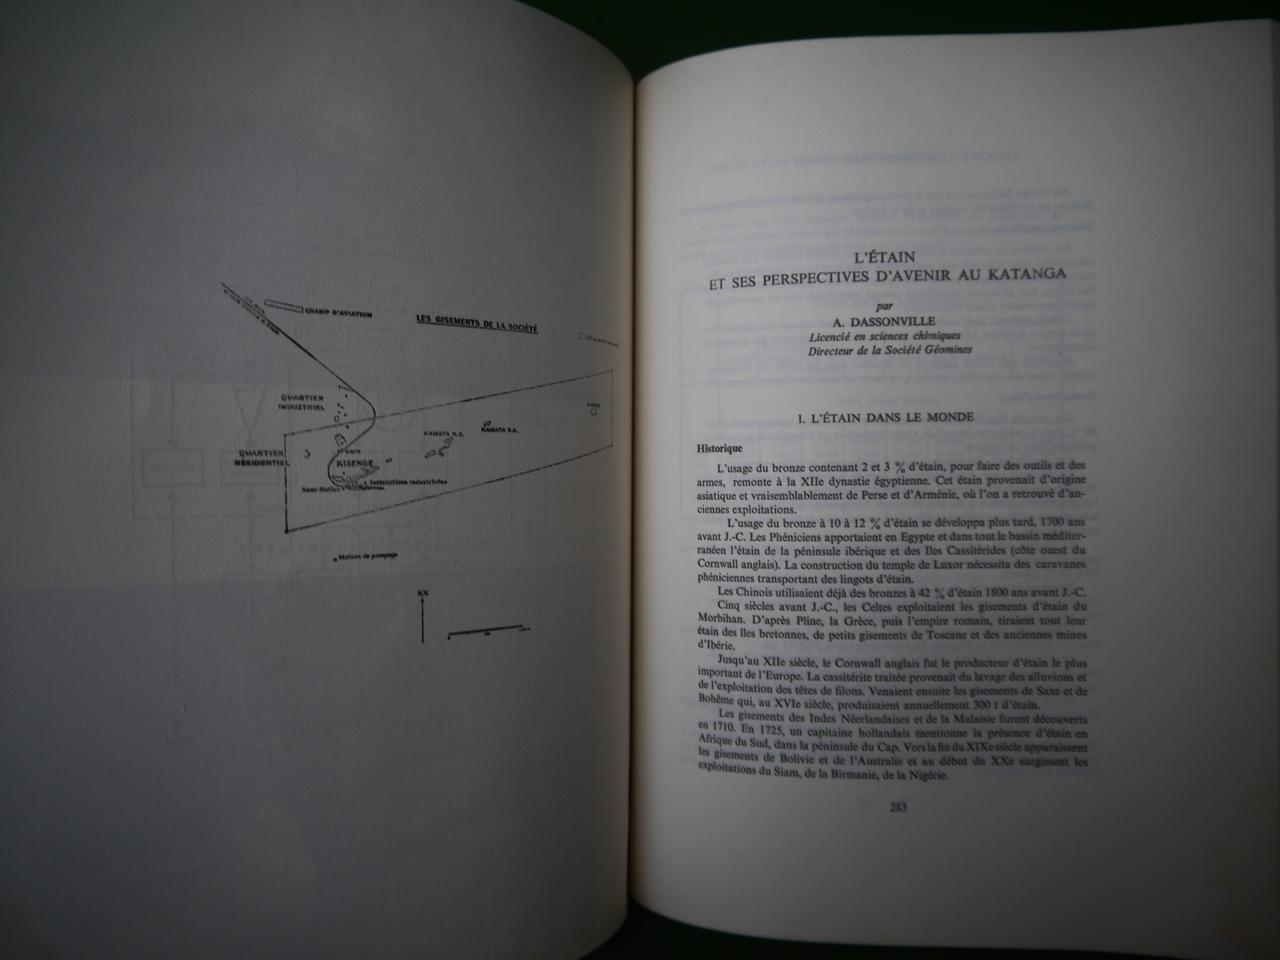 CHAMP D'AVIATION
LES GISEMENTS DE LA SOCIÉTÉ
QUARTIER
INDUSTRIEL
KAMATA N.E.
KAMATA S.E.
QUARTIER
RÉSIDENTIEL
KISENGE
Installations industrielles
Sous-Station
Station de pompage
L'ÉTAIN
ET SES PERSPECTIVES D'AVENIR AU KATANGA
par
A. DASSONVILLE
Licencié en sciences chimiques
Directeur de la Société Géomines
I. L'ÉTAIN DANS LE MONDE
Historique
L'usage du bronze contenant 2 et 3 % d'étain, pour faire des outils et des
armes, remonte à la XIIe dynastie égyptienne. Cet étain provenait d'origine
asiatique et vraisemblablement de Perse et d'Arménie, où l'on a retrouvé d'an-
ciennes exploitations.
L'usage du bronze à 10 à 12 % d'étain se développa plus tard, 1700 ans
avant J.-C. Les Phéniciens apportaient en Egypte et dans tout le bassin méditer-
ranéen l'étain de la péninsule ibérique et des Iles Cassitérides (côte ouest du
Cornwall anglais). La construction du temple de Luxor nécessita des caravanes
phéniciennes transportant des lingots d'étain.
Les Chinois utilisaient déjà des bronzes à 42 % d'étain 1800 ans avant J.-C.
Cinq siècles avant J.-C., les Celtes exploitaient les gisements d'étain du
Morbihan. D'après Pline, la Grèce, puis l'empire romain, tiraient tout leur
étain des Iles bretonnes, de petits gisements de Toscane et des anciennes mines
d'Ibérie.
Jusqu'au XIIe siècle, le Cornwall anglais fut le producteur d'étain le plus
important de l'Europe. La cassitérite traitée provenait du lavage des alluvions et
de l'exploitation des têtes de filons. Venaient ensuite les gisements de Saxe et de
Bohême qui, au XVIe siècle, produisaient annuellement 300 t d'étain.
Les gisements des Indes Néerlandaises et de la Malaisie furent découverts
en 1710. En 1725, un capitaine hollandais mentionne la présence d'étain en
Afrique du Sud, dans la péninsule du Cap. Vers la fin du XIXe siècle apparaissent
les gisements de Bolivie et de l'Australie et au début du XXe surgissent les
exploitations du Siam, de la Birmanie, de la Nigérie.
283